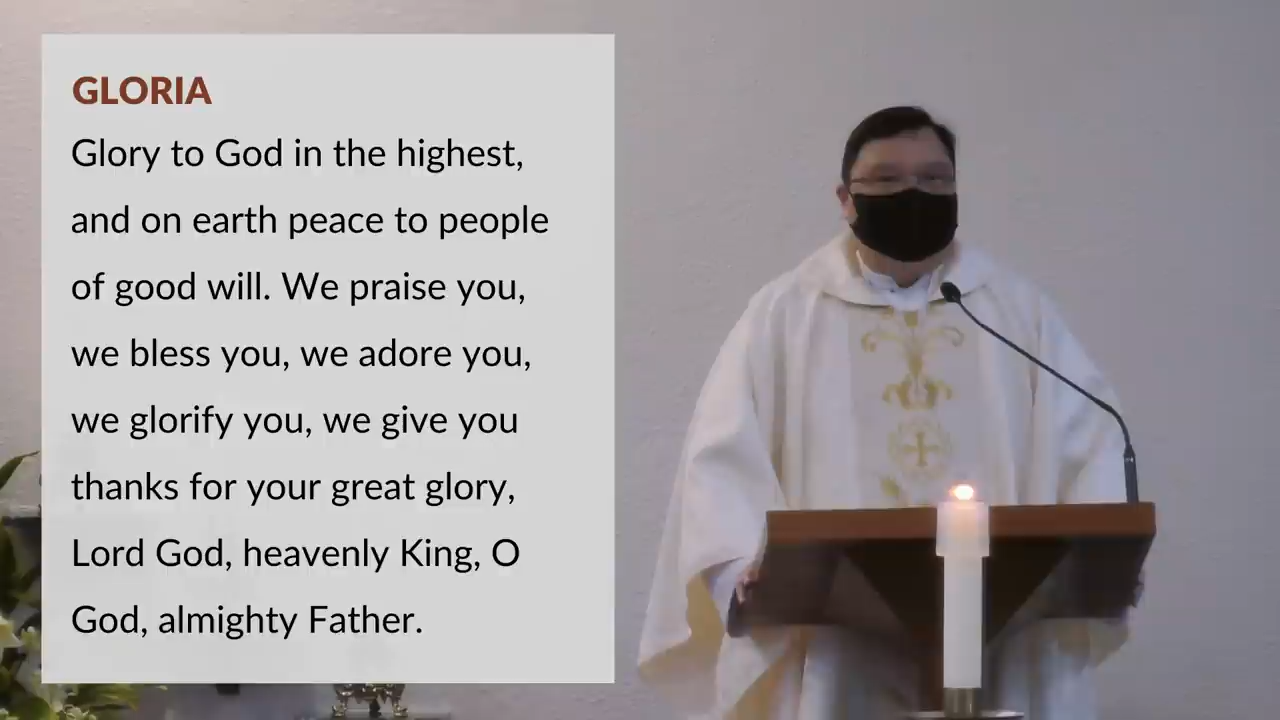 GLORIA
Glory to God in the highest,
and on earth peace to people
of good will. We praise you,
we bless you, we adore you,
we glorify you, we give you
thanks for your great glory,
Lord God, heavenly King, O
God, almighty Father.